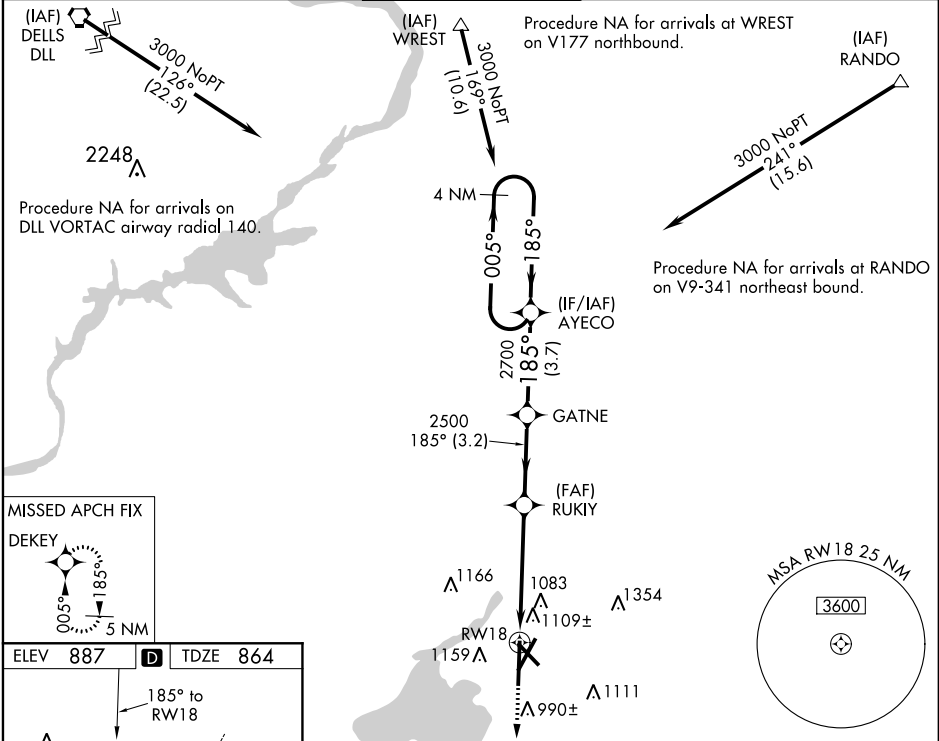 (IAF)
DELLS
DLL
3000 NoPT
126°
(22.5)
(IAF)
WREST
3000 NoPT
169°
(10.6)
Procedure NA for arrivals at WREST
on V177 northbound.
(IAF)
RANDO
3000 NoPT
241°
(15.6)
2248
Procedure NA for arrivals on
DLL VORTAC airway radial 140.
4 NM
005°
185°
Procedure NA for arrivals at RANDO
on V9-341 northeast bound.
(IF/IAF)
AYECO
2700
185°
(3.7)
GATNE
2500
185° (3.2)
(FAF)
RUKIY
MISSED APCH FIX
DEKEY
005°
185°
5 NM
1166
1083
1109±
1354
RW18
1159
1111
990±
MSA RW18 25 NM
3600
ELEV 887 D TDZE 864
185° to
RW18